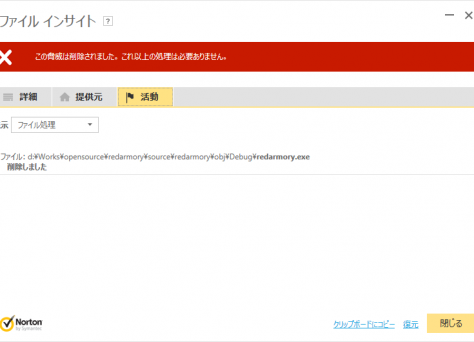 ファイル インサイト ?
この脅威は削除されました。これ以上の処理は必要ありません。
詳細 提供元 活動
示 ファイル処理
ファイル: d:¥Works¥opensource¥redarmory¥source¥redarmory¥obj¥Debug¥redarmory.exe
削除しました
Norton
by Symantec
クリップボードにコピー 復元 閉じる